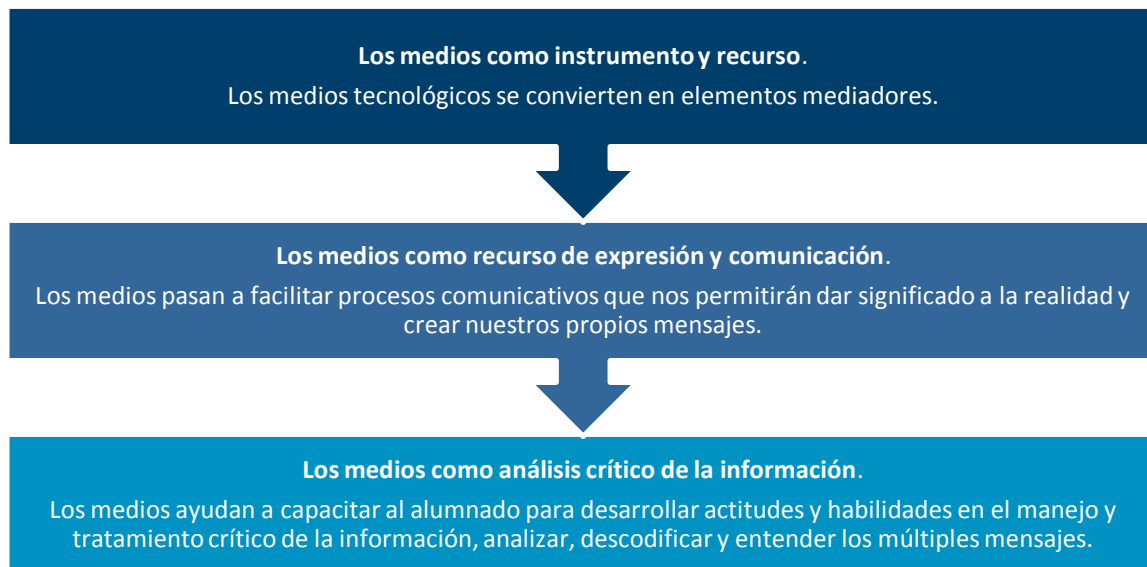 Los medios como instrumento y recurso.
Los medios tecnológicos se convierten en elementos mediadores.
Los medios como recurso de expresión y comunicación.
Los medios pasan a facilitar procesos comunicativos que nos permitirán dar significado a la realidad y
crear nuestros propios mensajes.
Los medios como análisis crítico de la información.
Los medios ayudan a capacitar al alumnado para desarrollar actitudes y habilidades en el manejo y
tratamiento crítico de la información, analizar, descodificar y entender los múltiples mensajes.